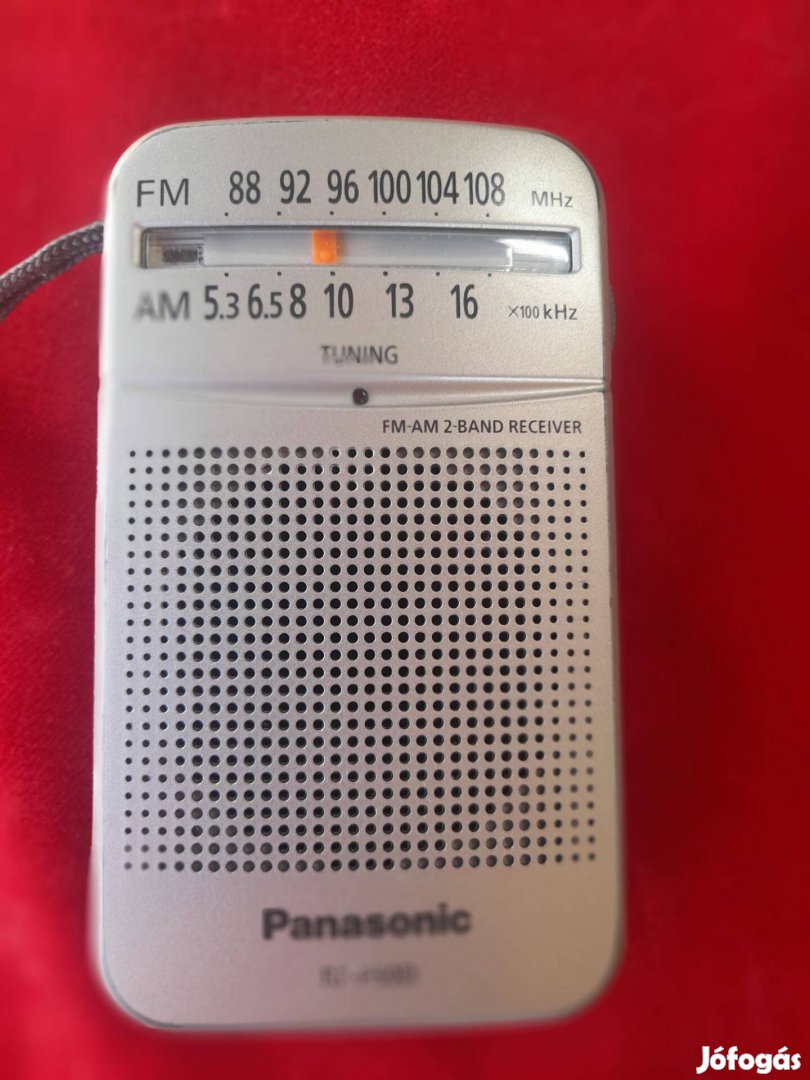 FM 88 92 96 100 104 108 MHz
AM 5.3 6.5 8 10 13 16 ×100 kHz
TUNING
FM-AM 2-BAND RECEIVER
Panasonic
Jófogás